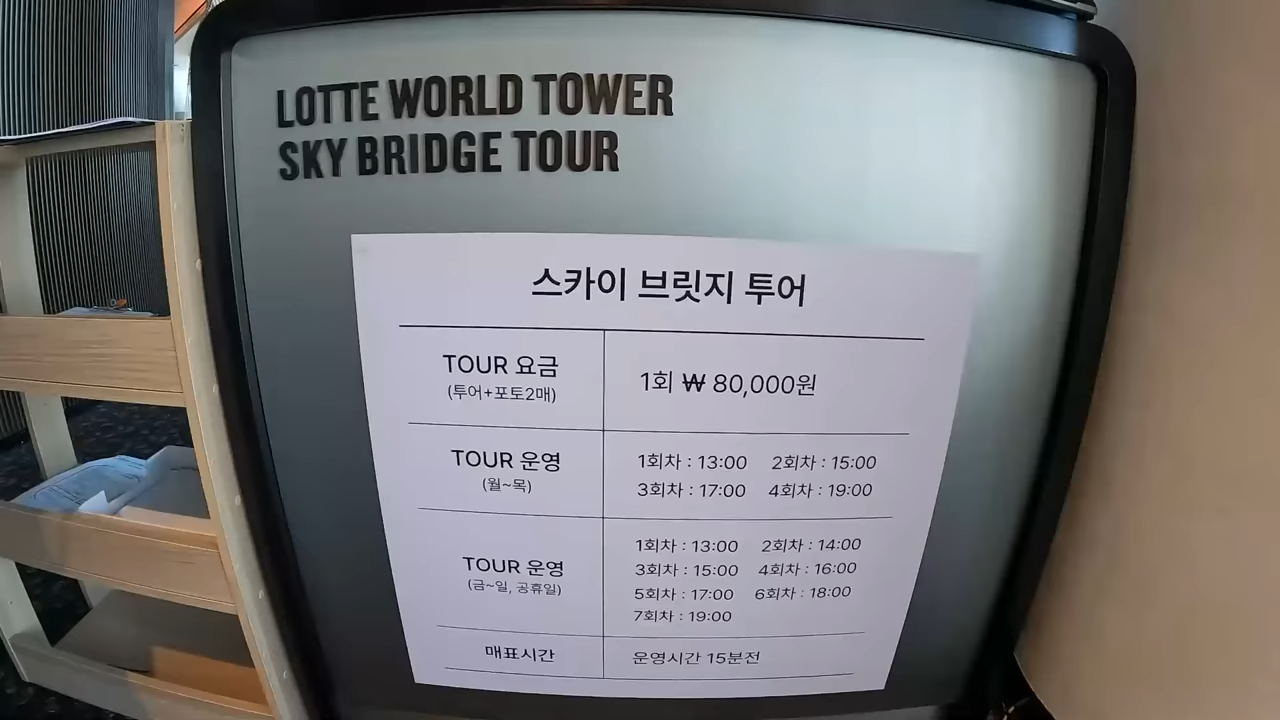 LOTTE WORLD TOWER
SKY BRIDGE TOUR
스카이 브릿지 투어
TOUR 요금
(투어+포토2매)
1회 ₩ 80,000원
TOUR 운영
(월~목)
1회차 : 13:00 2회차 : 15:00
3회차 : 17:00 4회차 : 19:00
TOUR 운영
(금~일, 공휴일)
1회차 : 13:00 2회차 : 14:00
3회차 : 15:00 4회차 : 16:00
5회차 : 17:00 6회차 : 18:00
7회차 : 19:00
매표시간
운영시간 15분전